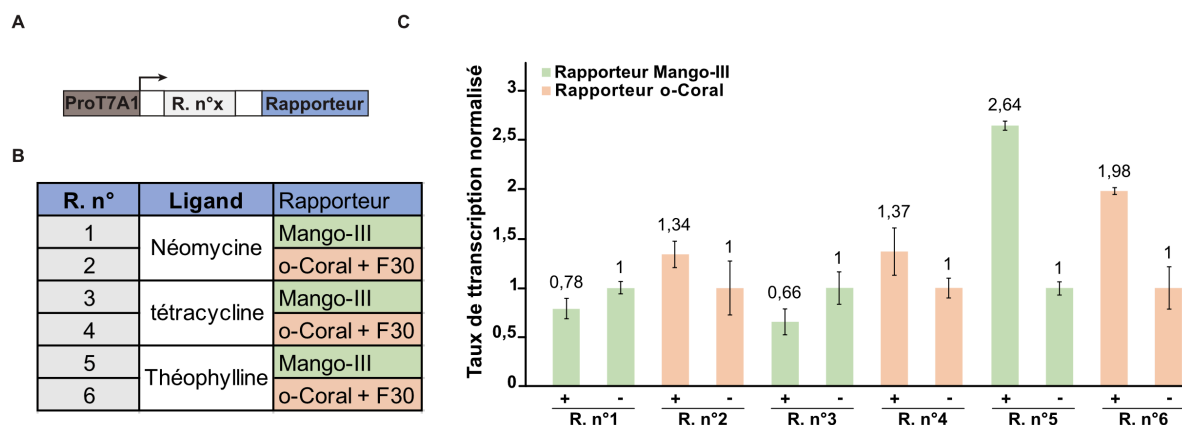 A
ProT7A1 R. n°x Rapporteur
B
R. n° Ligand Rapporteur
1 Néomycine Mango-III
2 o-Coral + F30
3 tétracycline Mango-III
4 o-Coral + F30
5 Théophylline Mango-III
6 o-Coral + F30
C
Taux de ttranscription normalisé
Rapporteur Mango-III
Rapporteur o-Coral
3
2,5
2
1,5
1
0,5
0
0,78 1 1,34 1 0,66 1 1,37 1 2,64 1 1,98 1
+ - + - + - + - + - + -
R. n°1 R. n°2 R. n°3 R. n°4 R. n°5 R. n°6